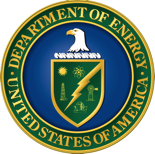 DEPARTMENT OF ENERGY
UNITED STATES OF AMERICA